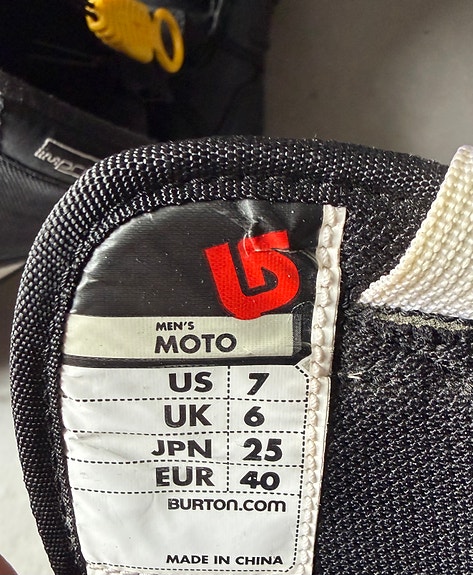 MEN'S
MOTO
US 7
UK 6
JPN 25
EUR 40
BURTON.COM
MADE IN CHINA